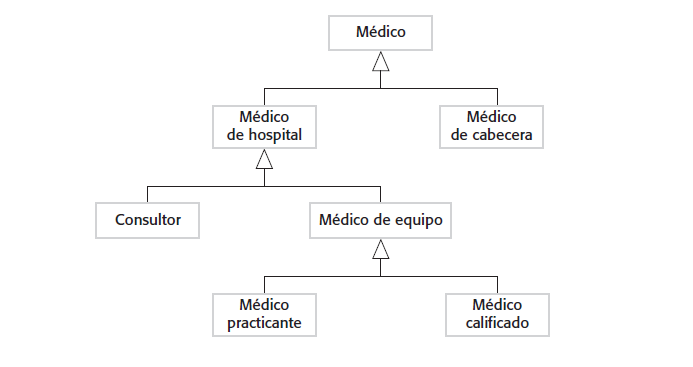 Médico
Médico
de hospital
Médico
de cabecera
Consultor
Médico de equipo
Médico
practicante
Médico
calificado